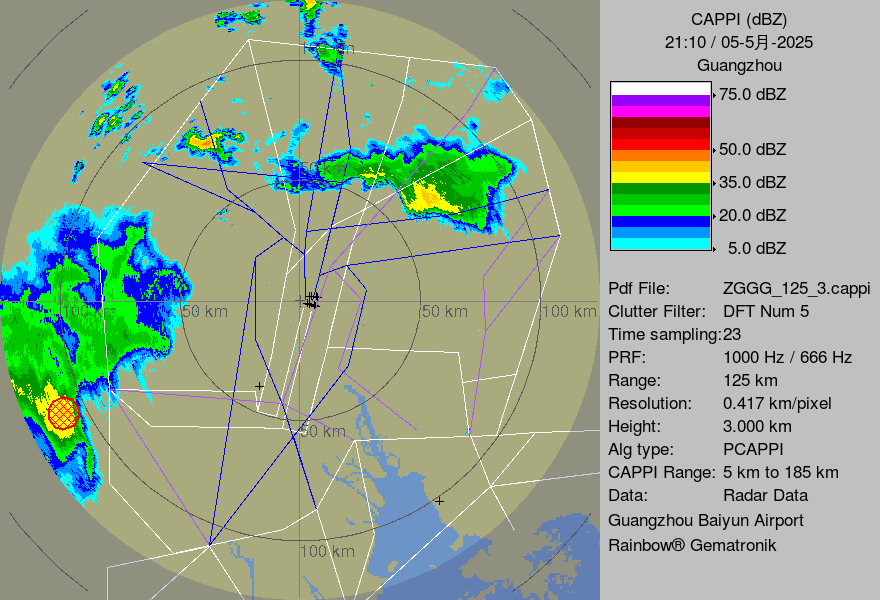 CAPPI (dBZ)
21:10 / 05-5月-2025
Guangzhou
75.0 dBZ
50.0 dBZ
35.0 dBZ
20.0 dBZ
5.0 dBZ
Pdf File: ZGGG_125_3.cappi
Clutter Filter: DFT Num 5
Time sampling:23
PRF: 1000 Hz / 666 Hz
Range: 125 km
Resolution: 0.417 km/pixel
Height: 3.000 km
Alg type: PCAPPI
CAPPI Range: 5 km to 185 km
Data: Radar Data
Guangzhou Baiyun Airport
Rainbow® Gematronik
100 km
50 km
100 km
50 km
50 km
100 km
50 km
100 km